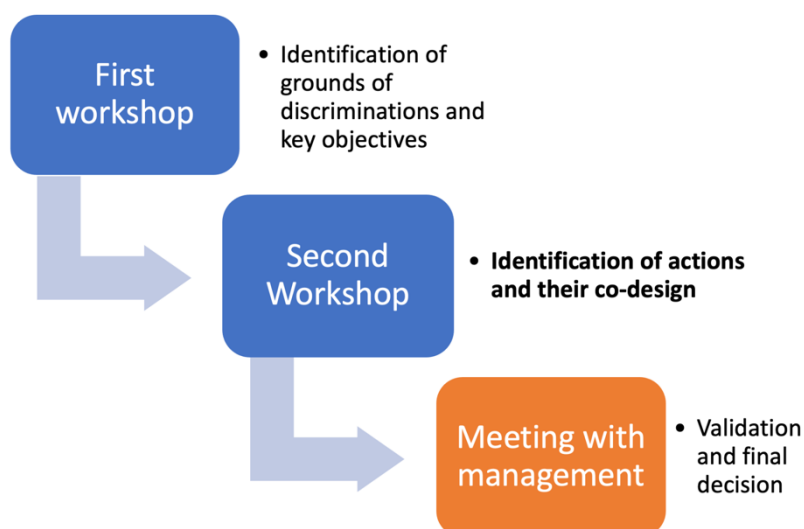 First
workshop
• Identification of
grounds of
discriminations and
key objectives
Second
Workshop
• Identification of actions
and their co-design
Meeting with
management
• Validation
and final
decision